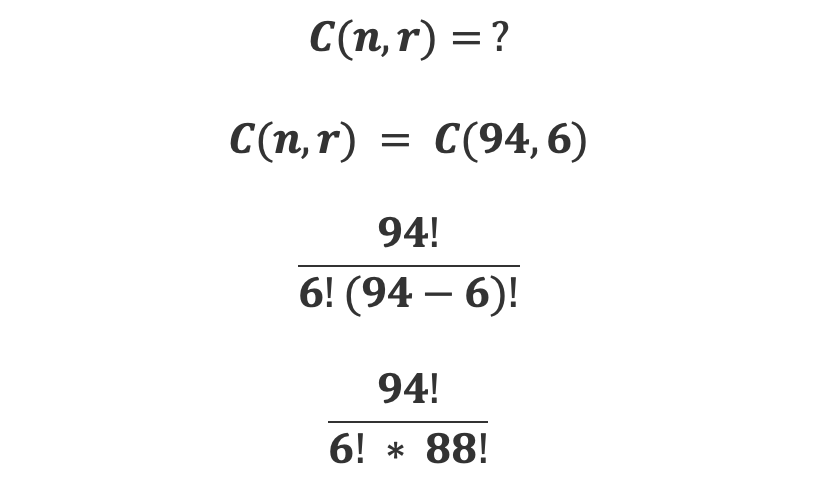 C(n,r) = ?
C(n,r) = C(94,6)
94!
6! (94 − 6)!
94!
6! * 88!